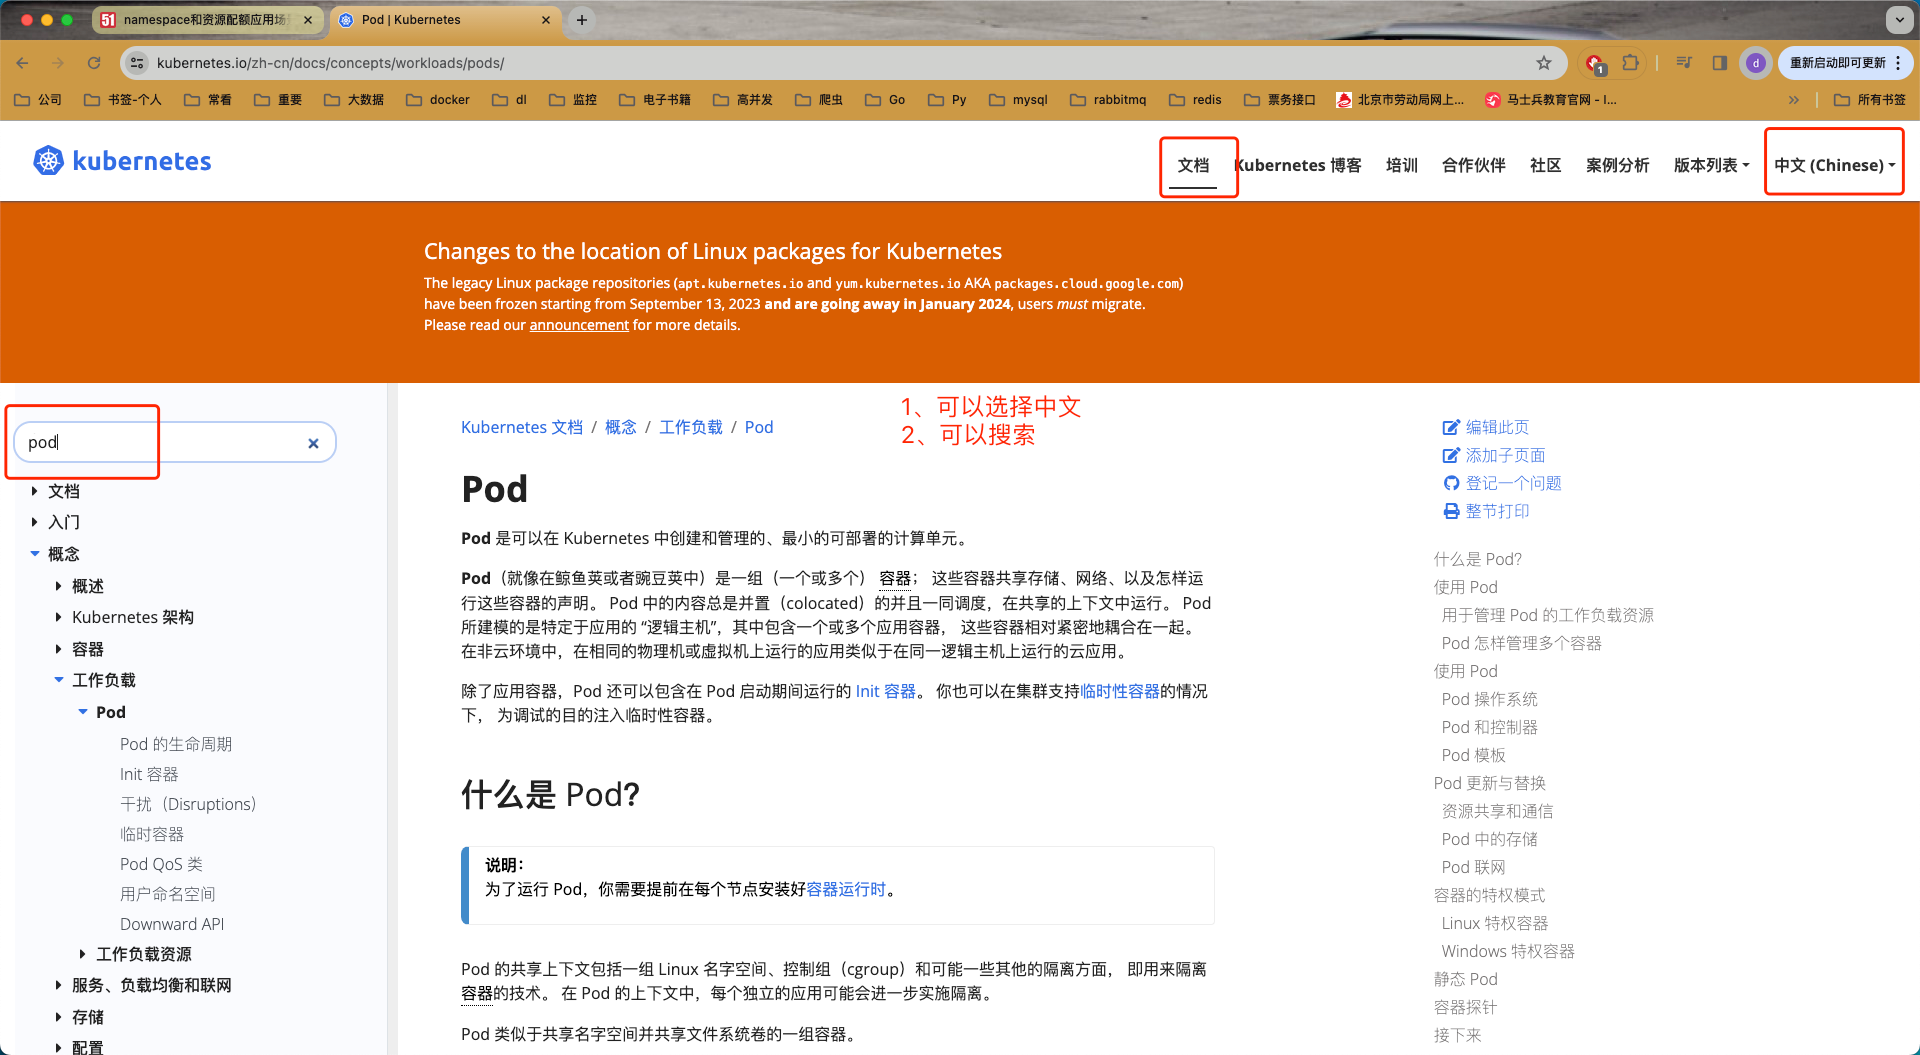 namespace和资源配额应用场
Pod | Kubernetes
kubernetes.io/zh-cn/docs/concepts/workloads/pods/
1
d
重新启动即可更新
公司
书签-个人
常看
重要
大数据
docker
dl
监控
电子书籍
高并发
爬虫
Go
Py
mysql
rabbitmq
redis
票务接口
北京市劳动局网上...
马士兵教育官网 - I...
所有书签
kubernetes
文档
Kubernetes 博客
培训
合作伙伴
社区
案例分析
版本列表
中文 (Chinese)
Changes to the location of Linux packages for Kubernetes
The legacy Linux package repositories (apt.kubernetes.io and yum.kubernetes.io AKA packages.cloud.google.com)
have been frozen starting from September 13, 2023 and are going away in January 2024, users must migrate.
Please read our announcement for more details.
pod
文档
入门
概念
概述
Kubernetes 架构
容器
工作负载
Pod
Pod 的生命周期
Init 容器
干扰（Disruptions）
临时容器
Pod QoS 类
用户命名空间
Downward API
工作负载资源
服务、负载均衡和联网
存储
配置
Kubernetes 文档 / 概念 / 工作负载 / Pod
1、可以选择中文
2、可以搜索
Pod
Pod 是可以在 Kubernetes 中创建和管理的、最小的可部署的计算单元。
Pod（就像在鲸鱼荚或者豌豆荚中）是一组（一个或多个） 容器； 这些容器共享存储、网络、以及怎样运
行这些容器的声明。 Pod 中的内容总是并置（colocated）的并且一同调度，在共享的上下文中运行。 Pod
所建模的是特定于应用的 “逻辑主机”，其中包含一个或多个应用容器， 这些容器相对紧密地耦合在一起。
在非云环境中，在相同的物理机或虚拟机上运行的应用类似于在同一逻辑主机上运行的云应用。
除了应用容器，Pod 还可以包含在 Pod 启动期间运行的 Init 容器。 你也可以在集群支持临时性容器的情况
下， 为调试的目的注入临时性容器。
什么是 Pod?
说明：
为了运行 Pod，你需要提前在每个节点安装好容器运行时。
Pod 的共享上下文包括一组 Linux 名字空间、控制组（cgroup）和可能一些其他的隔离方面， 即用来隔离
容器的技术。 在 Pod 的上下文中，每个独立的应用可能会进一步实施隔离。
Pod 类似于共享名字空间并共享文件系统卷的一组容器。
编辑此页
添加子页面
登记一个问题
整节打印
什么是 Pod?
使用 Pod
用于管理 Pod 的工作负载资源
Pod 怎样管理多个容器
使用 Pod
Pod 操作系统
Pod 和控制器
Pod 模板
Pod 更新与替换
资源共享和通信
Pod 中的存储
Pod 联网
容器的特权模式
Linux 特权容器
Windows 特权容器
静态 Pod
容器探针
接下来